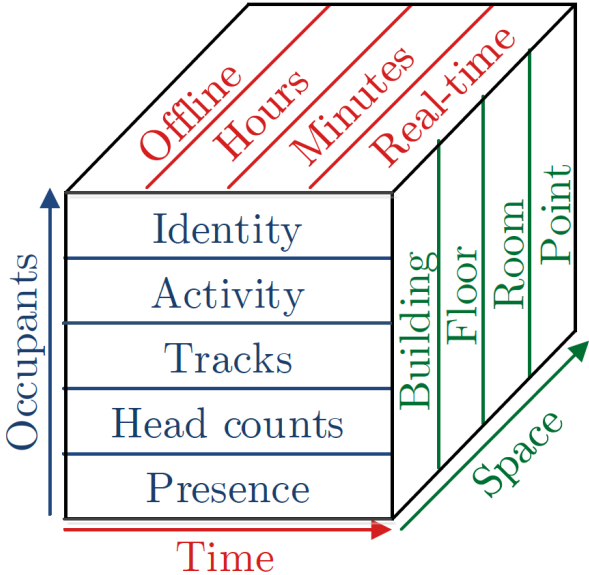 Offline
Hours
Minutes
Real-time
Identity
Activity
Tracks
Head counts
Presence
Building
Floor
Room
Point
Occupants
Time
Space